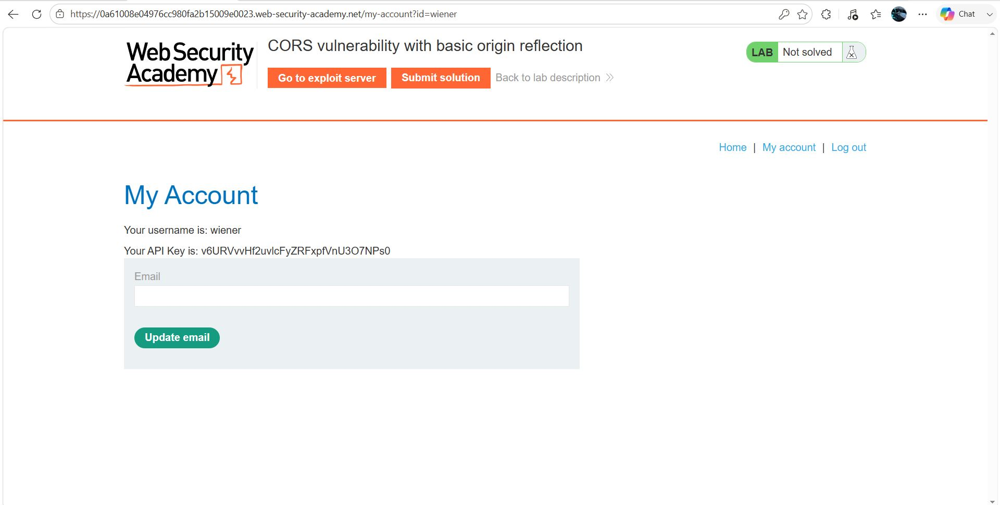 https://0a61008e04976cc980fa2b15009e0023.web-security-academy.net/my-account?id=wiener
Chat
Web Security
Academy
CORS vulnerability with basic origin reflection
Go to exploit server
Submit solution
Back to lab description
LAB
Not solved
Home | My account | Log out
My Account
Your username is: wiener
Your API Key is: v6URVvvHf2uvlcFyZRFxpfVnU3O7NPs0
Email
Update email